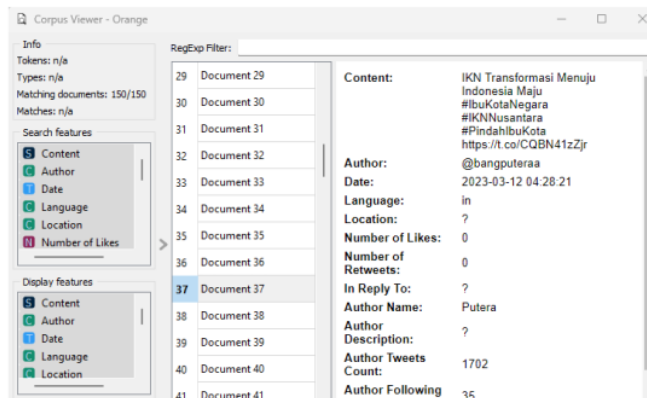 Corpus Viewer - Orange
Info
Tokens: n/a
Types: n/a
Matching documents: 150/150
Matches: n/a
Search features
S Content
C Author
T Date
C Language
C Location
N Number of Likes
Display features
S Content
C Author
T Date
C Language
C Location
RegExp Filter:
29 Document 29
30 Document 30
31 Document 31
32 Document 32
33 Document 33
34 Document 34
35 Document 35
36 Document 36
37 Document 37
38 Document 38
39 Document 39
40 Document 40
41 Document 41
Content: IKN Transformasi Menuju
Indonesia Maju
#IbuKotaNegara
#IKNNusantara
#PindahIbuKota
https://t.co/CQBN41zZjr
Author: @bangputeraa
Date: 2023-03-12 04:28:21
Language: in
Location: ?
Number of Likes: 0
Number of
Retweets: 0
In Reply To: ?
Author Name: Putera
Author
Description: ?
Author Tweets
Count: 1702
Author Following 35